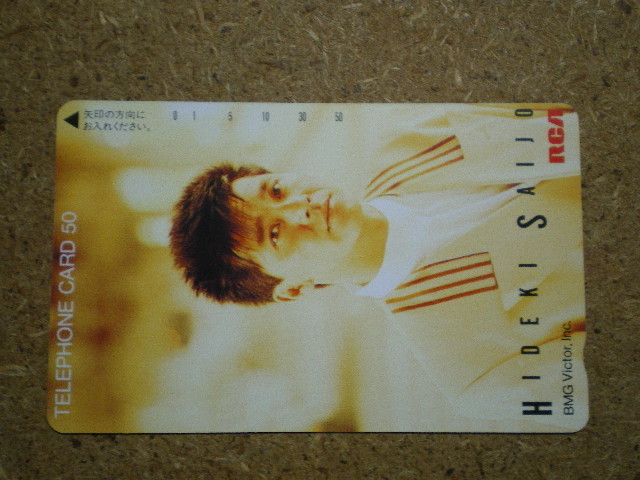 矢印の方向に
お入れください。
0 1 5 10 30 50
TELEPHONE CARD 50
HIDEKI SAIJO
RCA
BMG Victor, Inc.